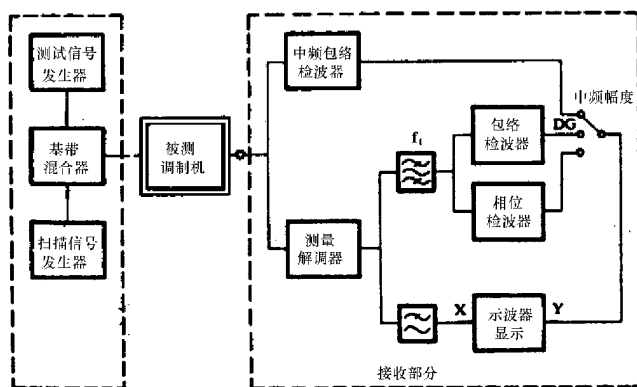 测试信号
发生器
基带
混合器
扫描信号
发生器
被测
调制机
中频包络
检波器
中频幅度
DG
包络
检波器
f₁
相位
检波器
测量
解调器
X
示波器
显示
Y
接收部分